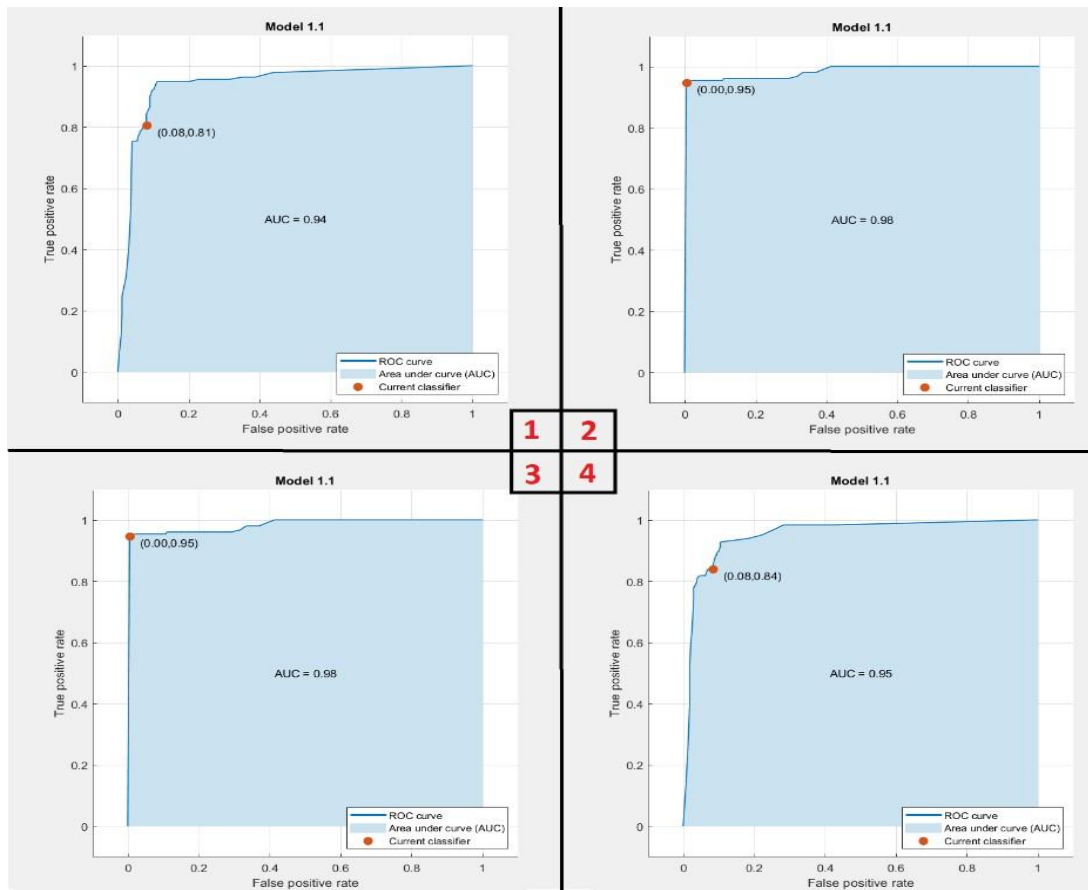 Model 1.1
1
0.8
0.6
0.4
0.2
0
True positive rate
(0.08,0.81)
AUC = 0.94
ROC curve
Area under curve (AUC)
Current classifier
0 0.2 0.4 0.6 0.8 1
False positive rate
Model 1.1
1
0.8
0.6
0.4
0.2
0
True positive rate
(0.00,0.95)
AUC = 0.98
ROC curve
Area under curve (AUC)
Current classifier
0 0.2 0.4 0.6 0.8 1
False positive rate
1 2
3 4
Model 1.1
1
0.8
0.6
0.4
0.2
0
True positive rate
(0.00,0.95)
AUC = 0.98
ROC curve
Area under curve (AUC)
Current classifier
0 0.2 0.4 0.6 0.8 1
False positive rate
Model 1.1
1
0.8
0.6
0.4
0.2
0
True positive rate
(0.08,0.84)
AUC = 0.95
ROC curve
Area under curve (AUC)
Current classifier
0 0.2 0.4 0.6 0.8 1
False positive rate